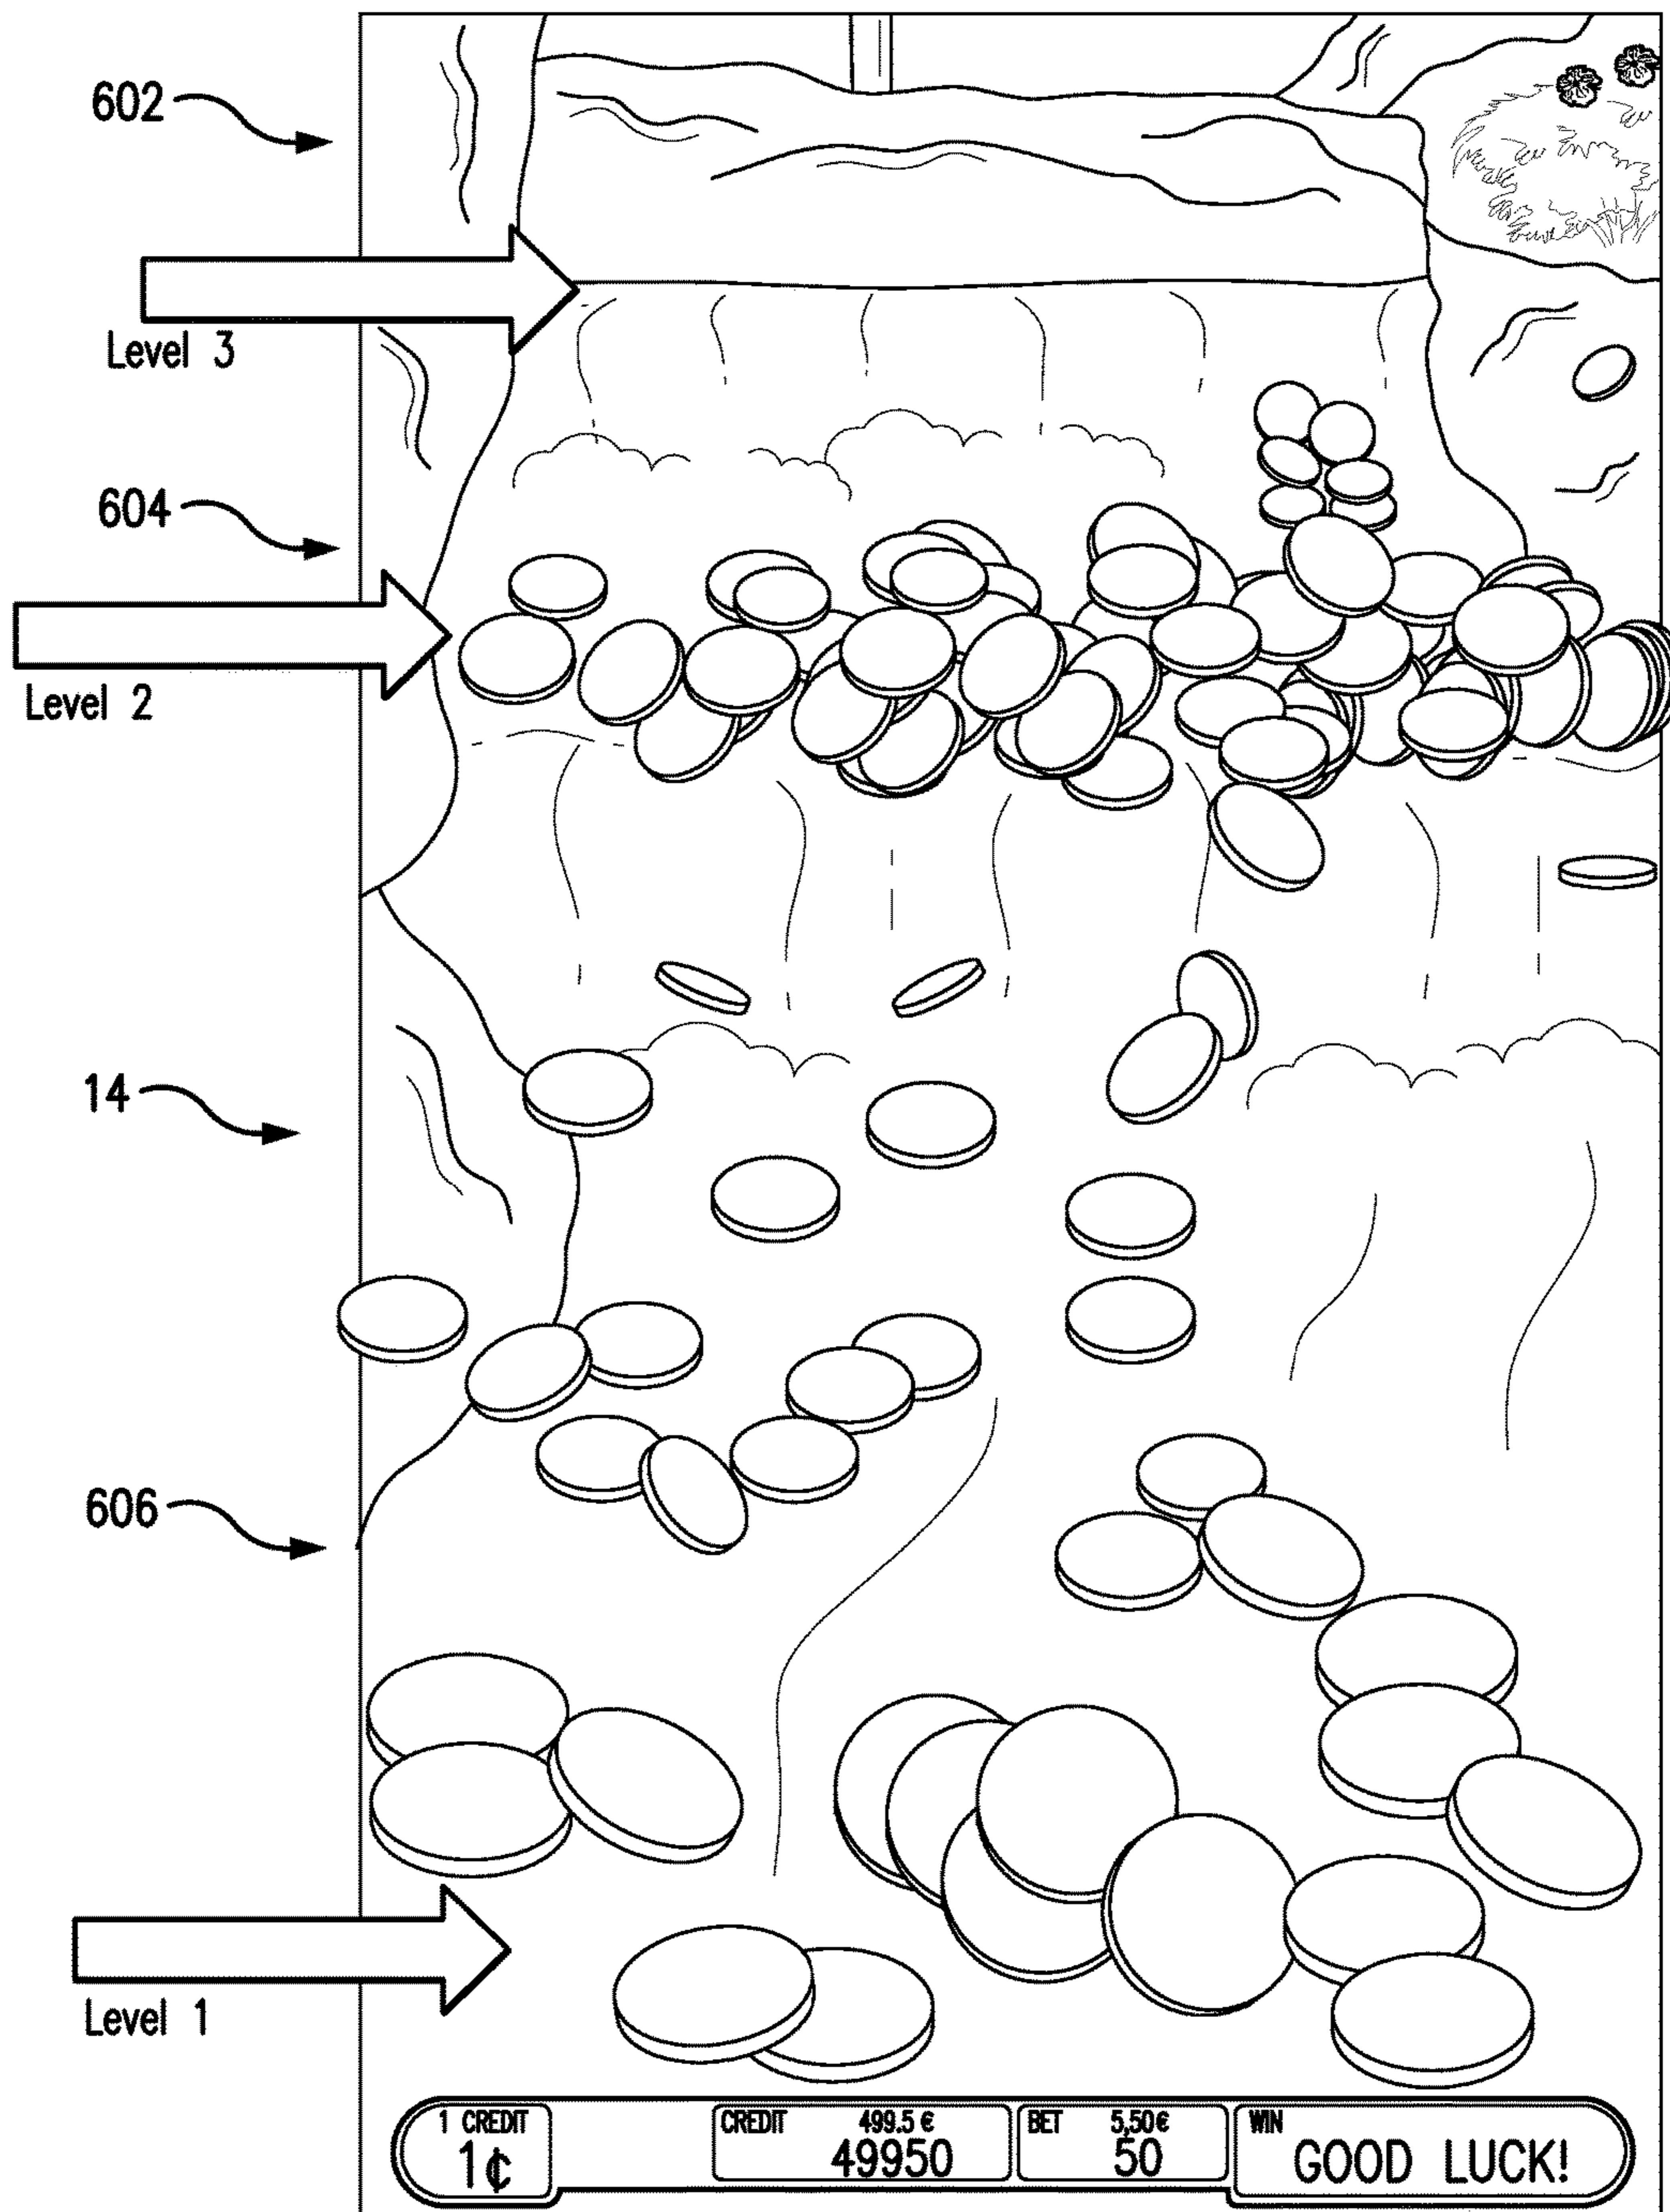 602
Level 3
604
Level 2
14
606
Level 1
1 CREDIT
1¢
CREDIT 499.5 €
49950
BET 5,50€
50
WIN
GOOD LUCK!